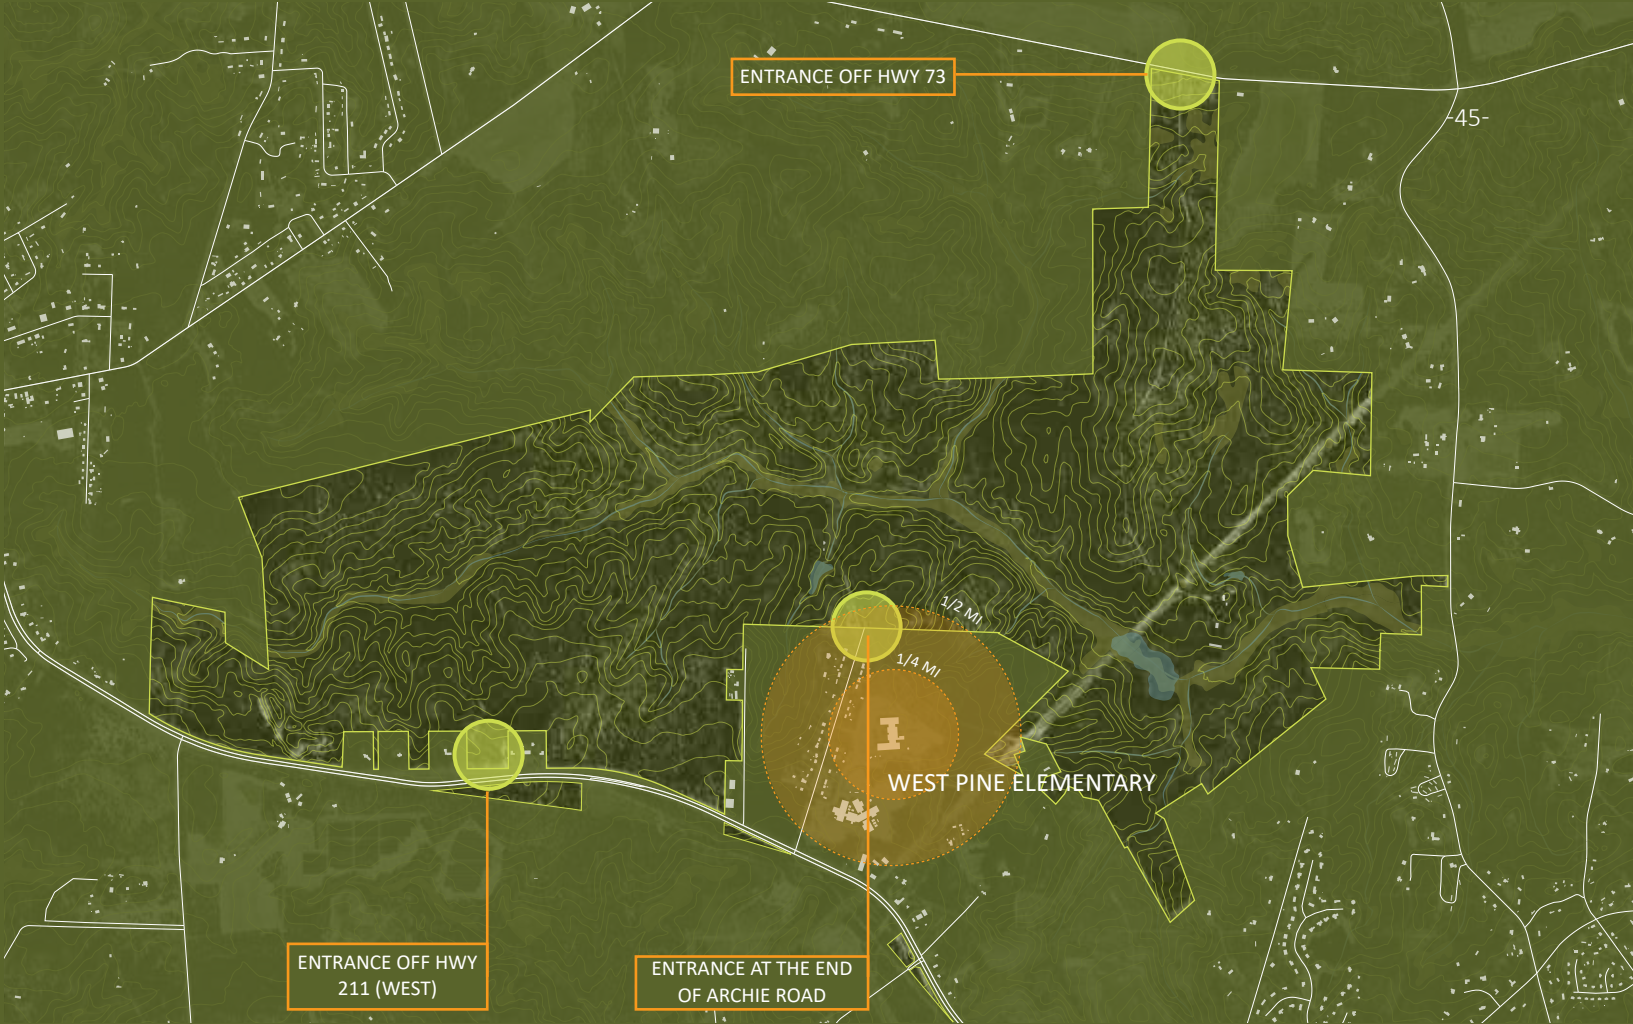 ENTRANCE OFF HWY 73
-45-
1/2 MI
1/4 MI
WEST PINE ELEMENTARY
ENTRANCE OFF HWY
211 (WEST)
ENTRANCE AT THE END
OF ARCHIE ROAD